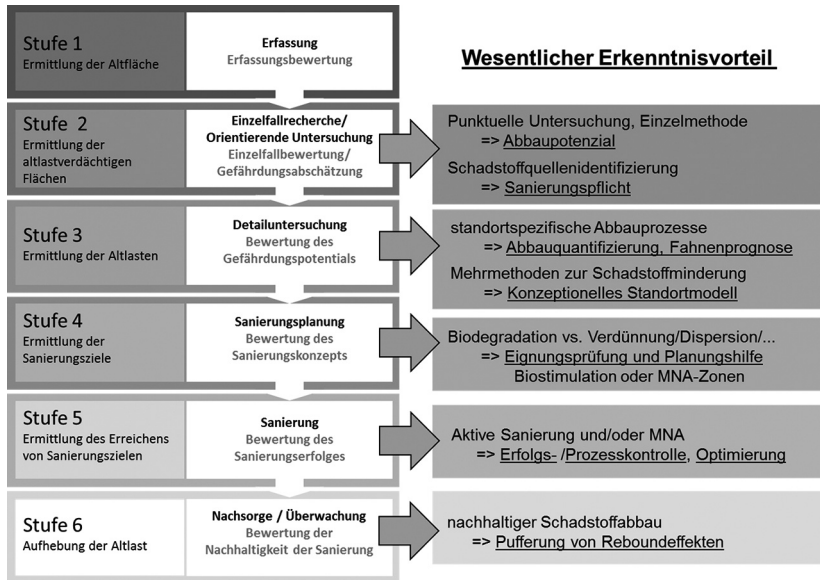 Wesentlicher Erkenntnisvorteil
Stufe 1
Ermittlung der Altfläche
Erfassung
Erfassungsbewertung
Stufe 2
Ermittlung der
altlastverdächtigen
Flächen
Einzelfallrecherche/
Orientierende Untersuchung
Einzelfallbewertung/
Gefährdungsabschätzung
Punktuelle Untersuchung, Einzelmethode
=> Abbaupotenzial
Schadstoffquellenidentifizierung
=> Sanierungspflicht
Stufe 3
Ermittlung der Altlasten
Detailuntersuchung
Bewertung des
Gefährdungspotentials
standortspezifische Abbauprozesse
=> Abbauquantifizierung, Fahnenprognose
Mehrmethoden zur Schadstoffminderung
=> Konzeptionelles Standortmodell
Stufe 4
Ermittlung der
Sanierungsziele
Sanierungsplanung
Bewertung des
Sanierungskonzepts
Biodegradation vs. Verdünnung/Dispersion/...
=> Eignungsprüfung und Planungshilfe
Biostimulation oder MNA-Zonen
Stufe 5
Ermittlung des Erreichens
von Sanierungszielen
Sanierung
Bewertung des
Sanierungserfolges
Aktive Sanierung und/oder MNA
=> Erfolgs- /Prozesskontrolle, Optimierung
Stufe 6
Aufhebung der Altlast
Nachsorge / Überwachung
Bewertung der
Nachhaltigkeit der Sanierung
nachhaltiger Schadstoffabbau
=> Pufferung von Reboundeffekten